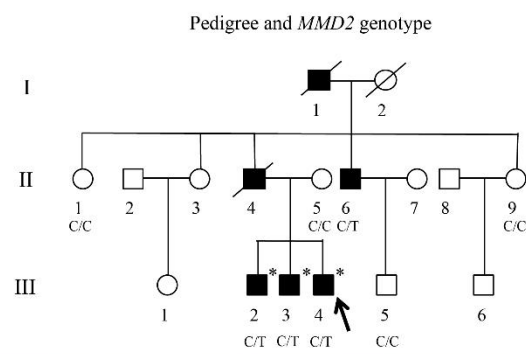 Pedigree and MMD2 genotype
I
1 2
II
1 2 3 4 5 6 7 8 9
C/C C/C C/T C/C
III
1 2 * 3 * 4 * 5 6
C/T C/T C/T C/C